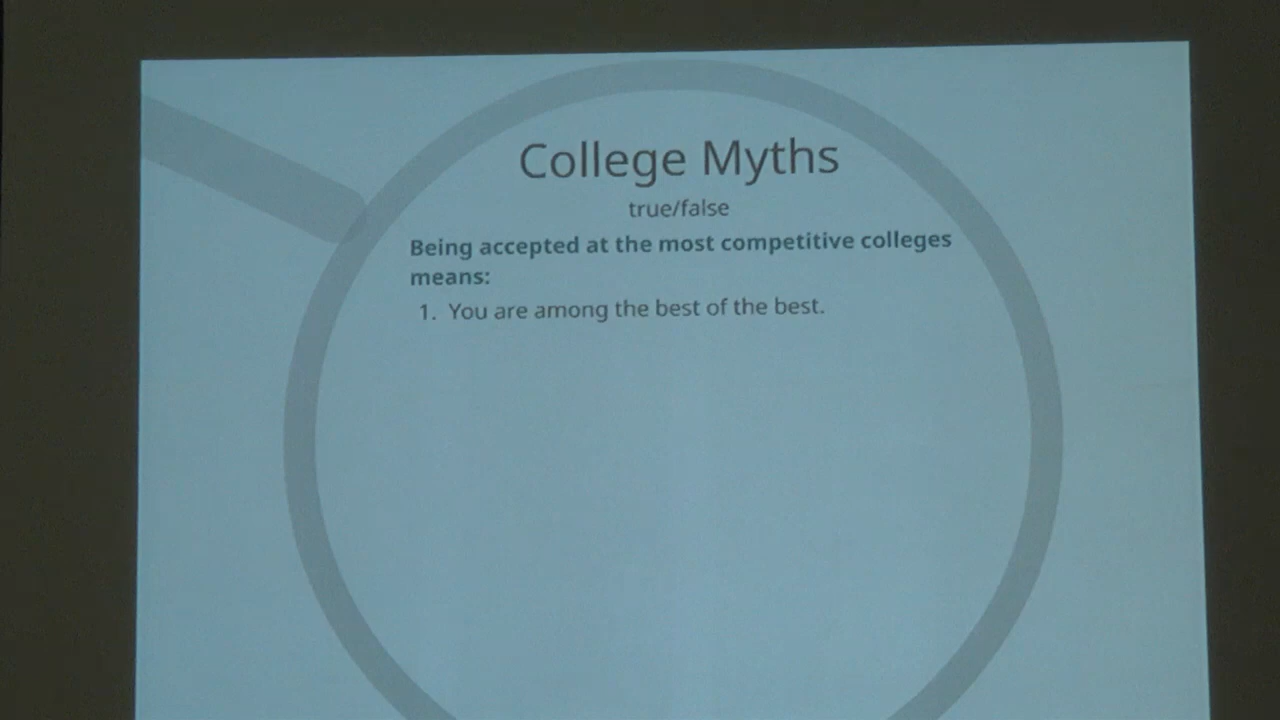 College Myths
true/false
Being accepted at the most competitive colleges
means:
1. You are among the best of the best.